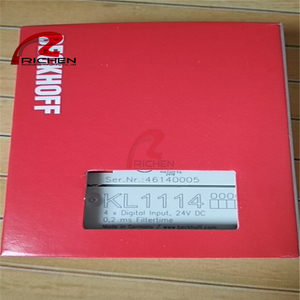 RICHEN
BECKHOFF
RICHEN
Ser.Nr.:46140005
KL1114
4 x Digital Input, 24V DC
0,2 ms Filtertime
Made in Germany / www.beckhoff.com